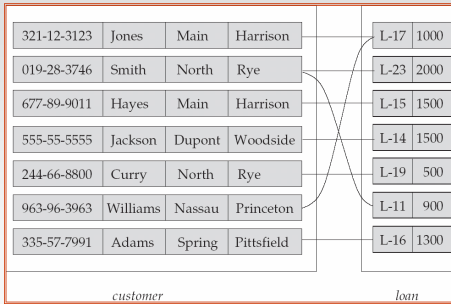 321-12-3123 Jones Main Harrison L-17 1000
019-28-3746 Smith North Rye L-23 2000
677-89-9011 Hayes Main Harrison L-15 1500
555-55-5555 Jackson Dupont Woodside L-14 1500
244-66-8800 Curry North Rye L-19 500
963-96-3963 Williams Nassau Princeton L-11 900
335-57-7991 Adams Spring Pittsfield L-16 1300
customer loan